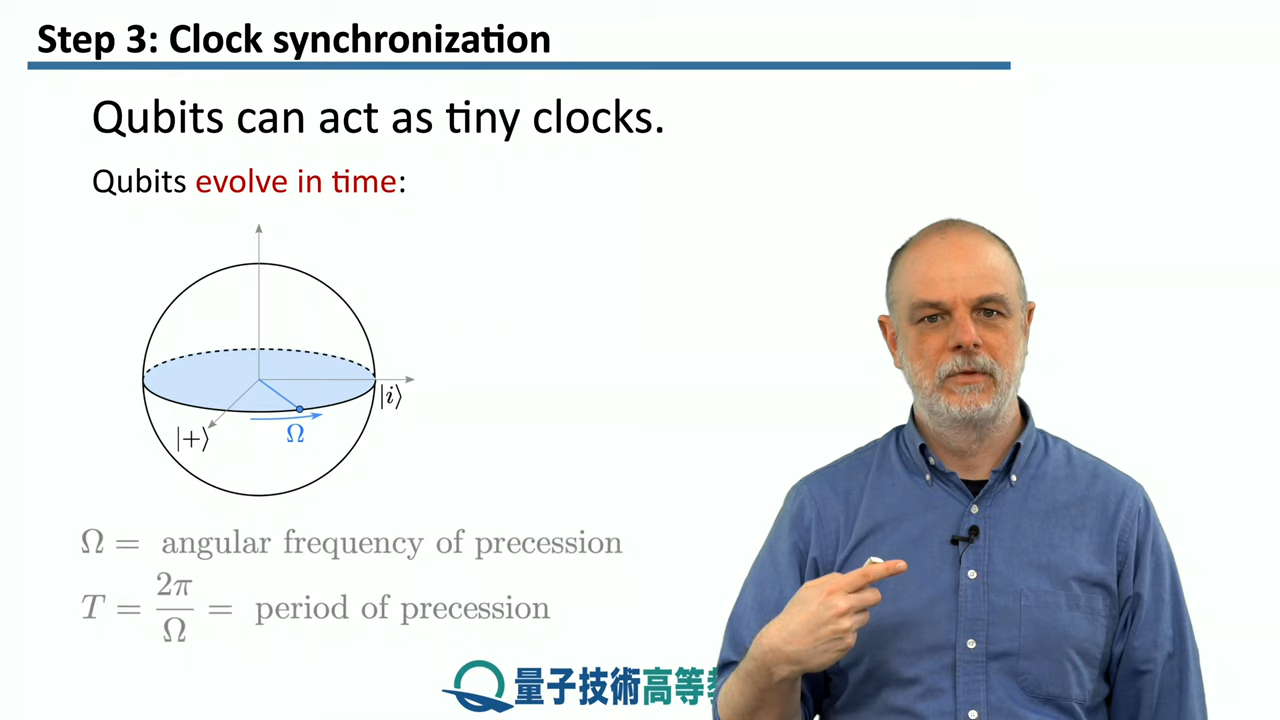 Step 3: Clock synchronization
Qubits can act as tiny clocks.
Qubits evolve in time:
|i⟩
|+⟩
Ω
Ω = angular frequency of precession
T = 2π/Ω = period of precession
量子技術高等